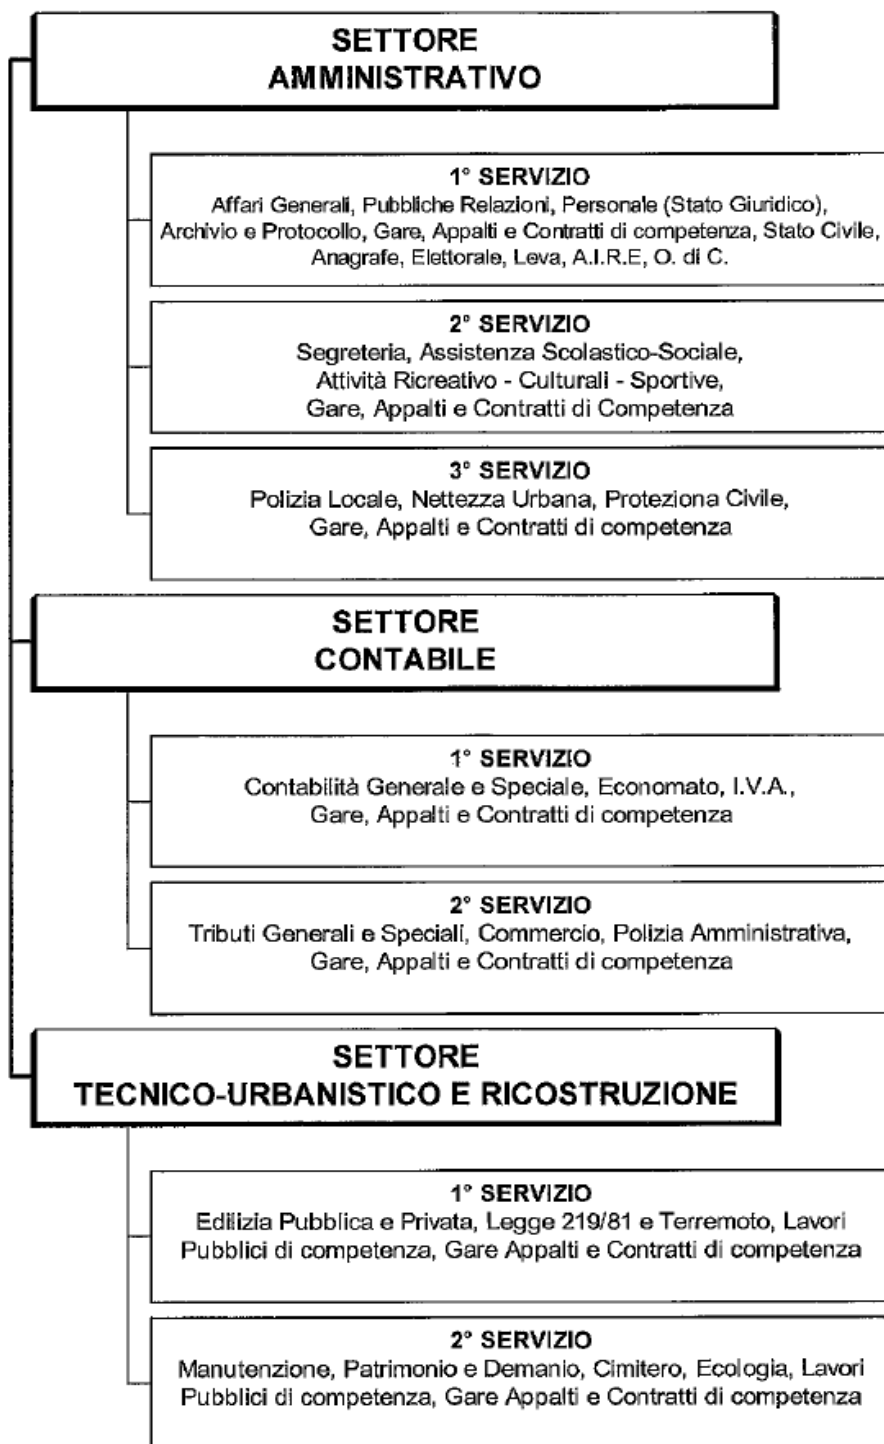 SETTORE
AMMINISTRATIVO
1° SERVIZIO
Affari Generali, Pubbliche Relazioni, Personale (Stato Giuridico),
Archivio e Protocollo, Gare, Appalti e Contratti di competenza, Stato Civile,
Anagrafe, Elettorale, Leva, A.I.R.E, O. di C.
2° SERVIZIO
Segreteria, Assistenza Scolastico-Sociale,
Attività Ricreativo - Culturali - Sportive,
Gare, Appalti e Contratti di Competenza
3° SERVIZIO
Polizia Locale, Nettezza Urbana, Proteziona Civile,
Gare, Appalti e Contratti di competenza
SETTORE
CONTABILE
1° SERVIZIO
Contabilità Generale e Speciale, Economato, I.V.A.,
Gare, Appalti e Contratti di competenza
2° SERVIZIO
Tributi Generali e Speciali, Commercio, Polizia Amministrativa,
Gare, Appalti e Contratti di competenza
SETTORE
TECNICO-URBANISTICO E RICOSTRUZIONE
1° SERVIZIO
Edilizia Pubblica e Privata, Legge 219/81 e Terremoto, Lavori
Pubblici di competenza, Gare Appalti e Contratti di competenza
2° SERVIZIO
Manutenzione, Patrimonio e Demanio, Cimitero, Ecologia, Lavori
Pubblici di competenza, Gare Appalti e Contratti di competenza